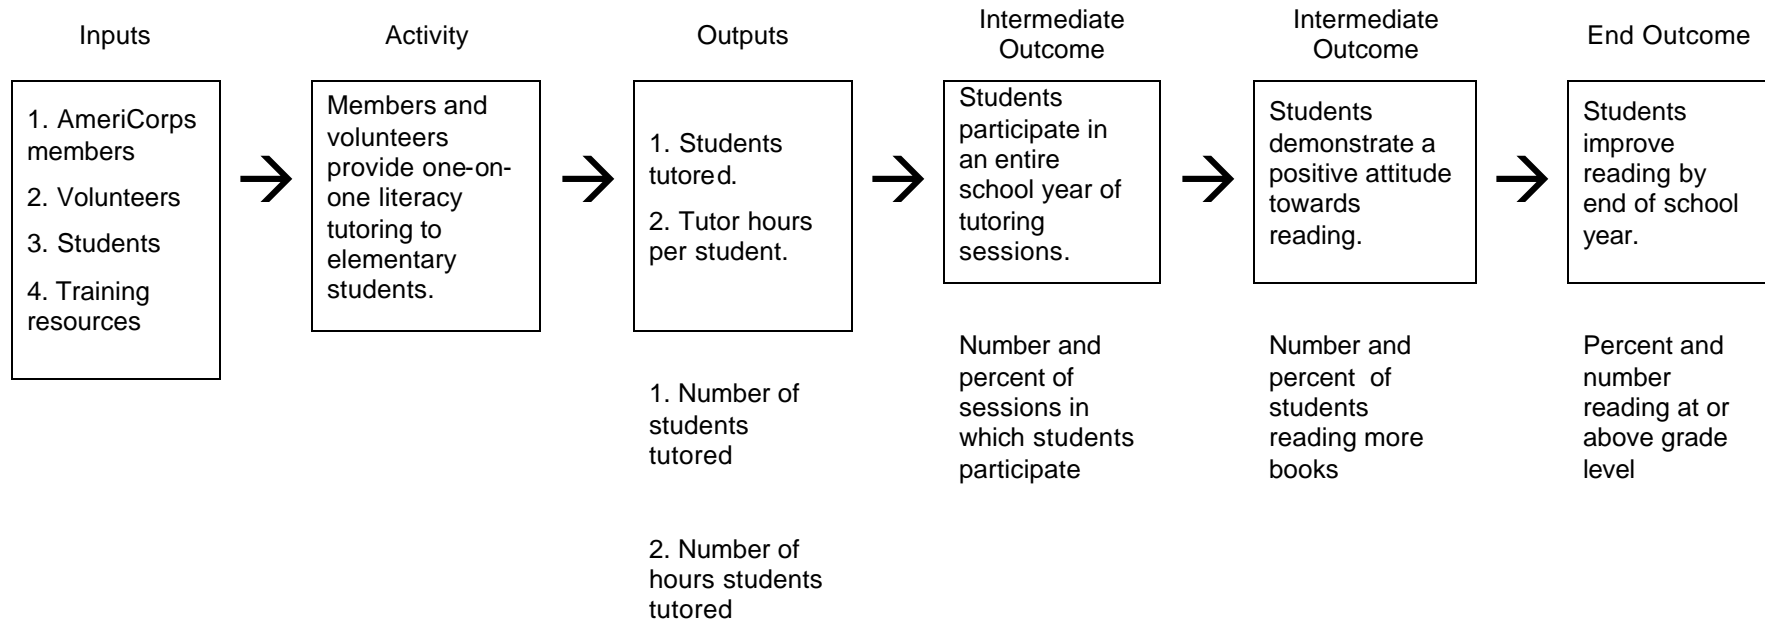 Inputs
1. AmeriCorps
members
2. Volunteers
3. Students
4. Training
resources
Activity
Members and
volunteers
provide one-on-
one literacy
tutoring to
elementary
students.
Outputs
1. Students
tutored.
2. Tutor hours
per student.
1. Number of
students
tutored
2. Number of
hours students
tutored
Intermediate
Outcome
Students
participate in
an entire
school year of
tutoring
sessions.
Number and
percent of
sessions in
which students
participate
Intermediate
Outcome
Students
demonstrate a
positive attitude
towards
reading.
Number and
percent of
students
reading more
books
End Outcome
Students
improve
reading by
end of school
year.
Percent and
number
reading at or
above grade
level